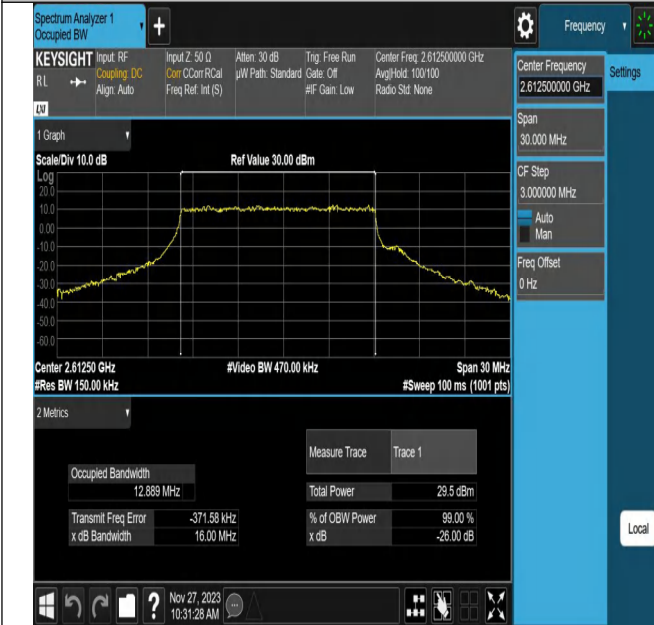 Spectrum Analyzer 1
Occupied BW
+
Frequency
KEYSIGHT
RL
LXI
Input: RF
Coupling: DC
Align: Auto
Input Z: 50 Ω
Corr CCorr RCal
Freq Ref: Int (S)
Atten: 30 dB
µW Path: Standard
Trig: Free Run
Gate: Off
#IF Gain: Low
Center Freq: 2.612500000 GHz
Avg|Hold: 100/100
Radio Std: None
Center Frequency
2.612500000 GHz
Settings
Span
30.000 MHz
CF Step
3.000000 MHz
Auto
Man
Freq Offset
0 Hz
1 Graph
Scale/Div 10.0 dB
Ref Value 30.00 dBm
Log
20.0
10.0
0.00
-10.0
-20.0
-30.0
-40.0
-50.0
-60.0
Center 2.61250 GHz
#Video BW 470.00 kHz
Span 30 MHz
#Res BW 150.00 kHz
#Sweep 100 ms (1001 pts)
2 Metrics
Measure Trace
Trace 1
Occupied Bandwidth
12.889 MHz
Total Power
29.5 dBm
Transmit Freq Error
-371.58 kHz
% of OBW Power
99.00 %
x dB Bandwidth
16.00 MHz
x dB
-26.00 dB
Local
?
Nov 27, 2023
10:31:28 AM